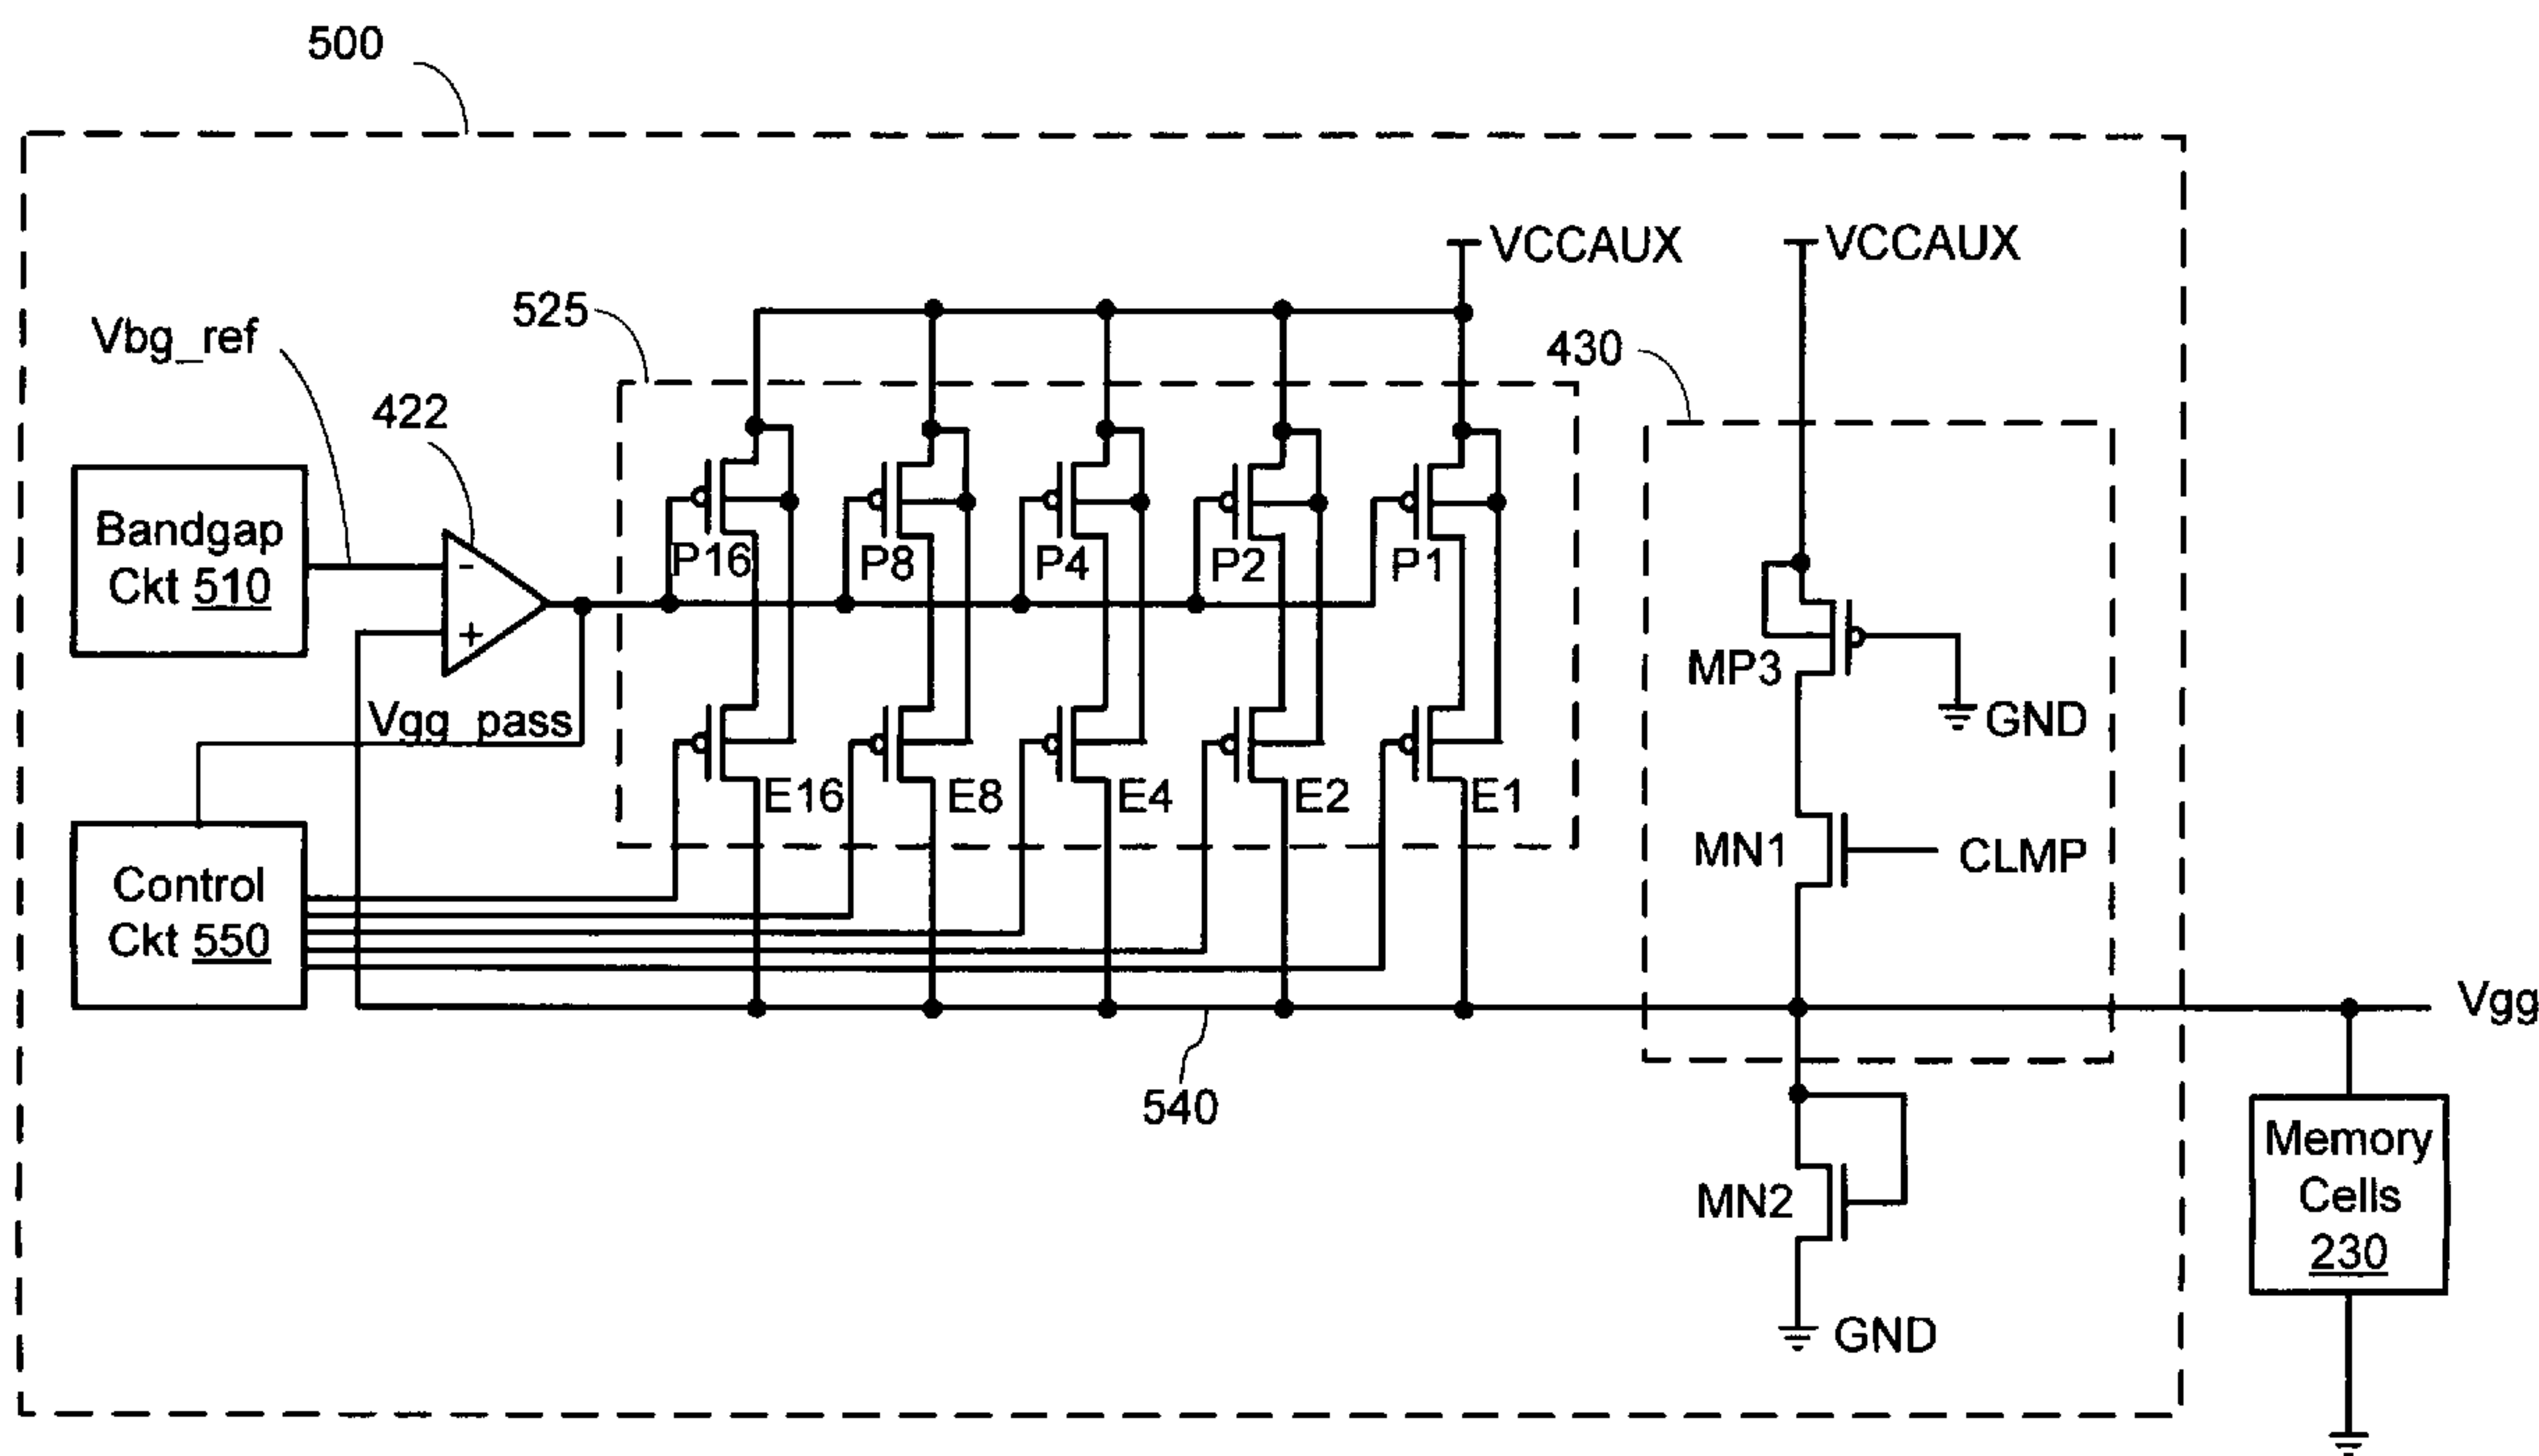 500
VCCAUX
VCCAUX
525
Vbg_ref
430
422
Bandgap
Ckt 510
-
+
P16
P8
P4
P2
P1
MP3
GND
Vgg_pass
E16
E8
E4
E2
E1
MN1
CLMP
Control
Ckt 550
Vgg
540
Memory
Cells
230
MN2
GND